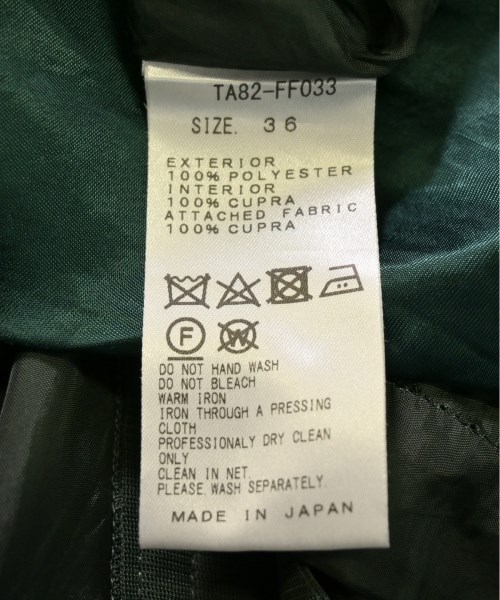 TA82-FF033
SIZE. 36
EXTERIOR
100% POLYESTER
INTERIOR
100% CUPRA
ATTACHED FABRIC
100% CUPRA
F W
DO NOT HAND WASH
DO NOT BLEACH
WARM IRON
IRON THROUGH A PRESSING
CLOTH
PROFESSIONALY DRY CLEAN
ONLY
CLEAN IN NET.
PLEASE WASH SEPARATELY.
MADE IN JAPAN